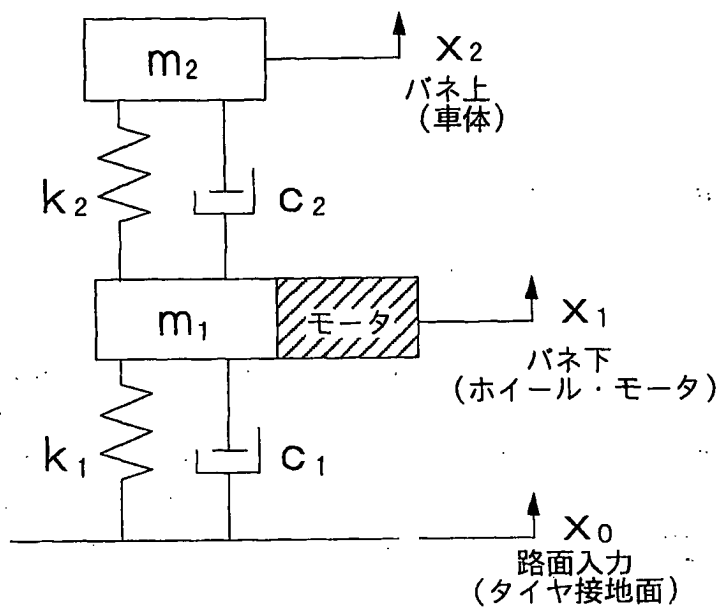 m2
x2
バネ上
(車体)
k2
c2
m1
モータ
x1
バネ下
(ホイール・モータ)
k1
c1
x0
路面入力
(タイヤ接地面)